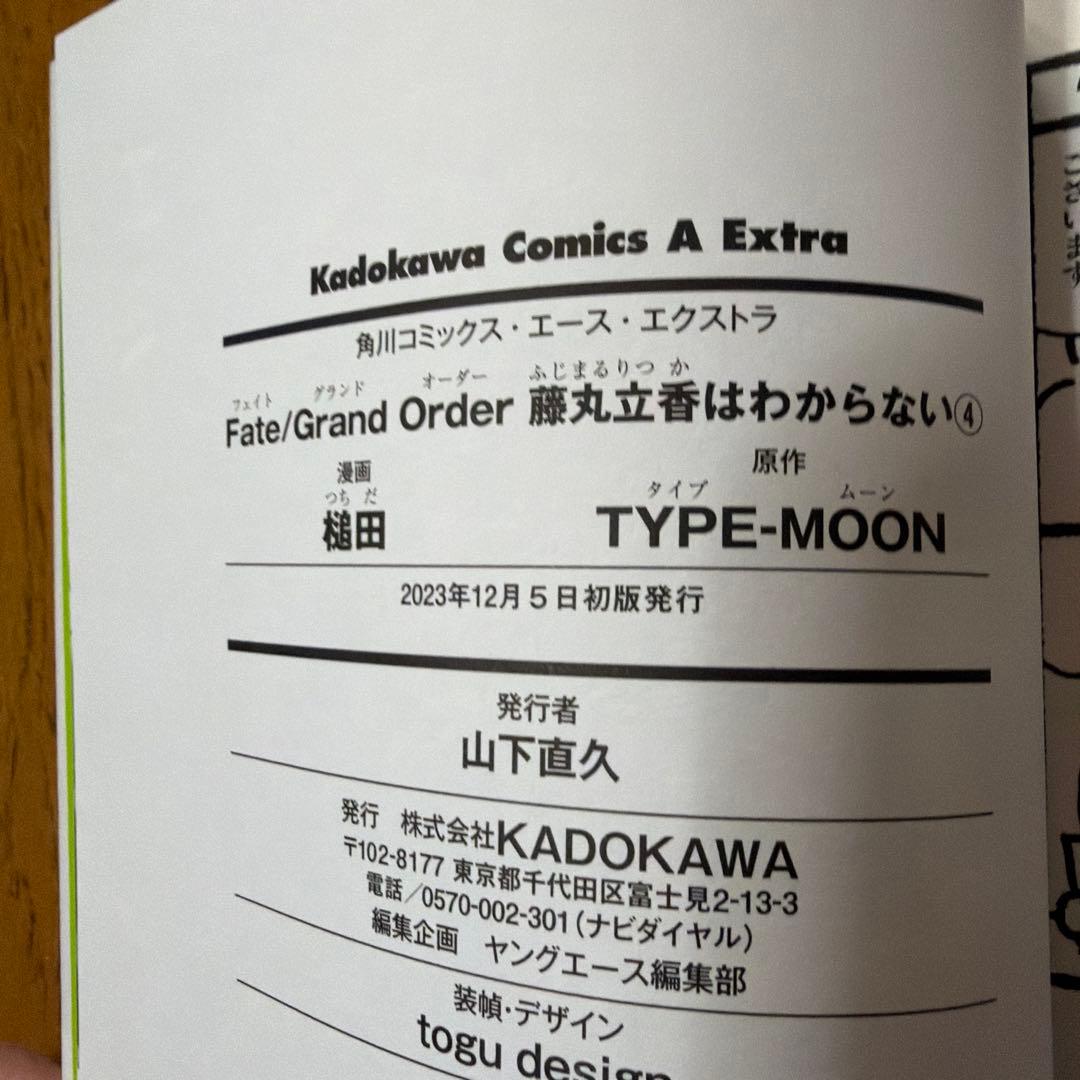 Kadokawa Comics A Extra
角川コミックス・エース・エクストラ
フェイト グランド オーダー ふじまるりつか
Fate/Grand Order 藤丸立香はわからない④
漫画 原作
つちだ タイプ ムーン
槌田 TYPE-MOON
2023年12月5日初版発行
発行者
山下直久
発行 株式会社KADOKAWA
〒102-8177 東京都千代田区富士見2-13-3
電話/0570-002-301(ナビダイヤル)
編集企画 ヤングエース編集部
装幀・デザイン
togu design
ございます